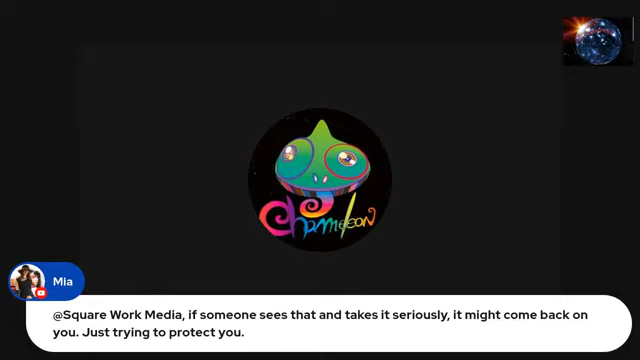 Chameleon
Mia
@Square Work Media, if someone sees that and takes it seriously, it might come back on
you. Just trying to protect you.